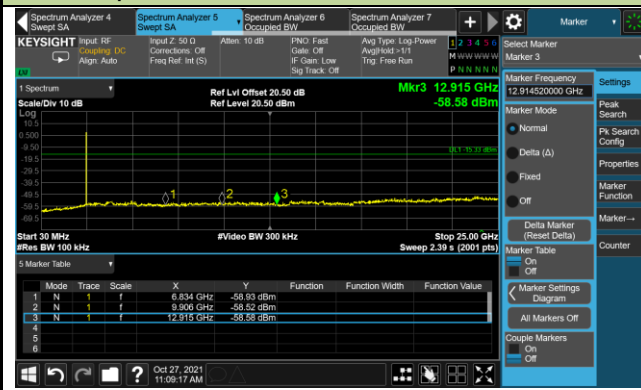 Spectrum Analyzer 4
Swept SA
Spectrum Analyzer 5
Swept SA
Spectrum Analyzer 6
Occupied BW
Spectrum Analyzer 7
Occupied BW
+
Marker
KEYSIGHT
Input: RF
Coupling: DC
Align: Auto
Input Z: 50 Ω
Corrections: Off
Freq Ref: Int (S)
Atten: 10 dB
PNO: Fast
Gate: Off
IF Gain: Low
Sig Track: Off
Avg Type: Log-Power
Avg|Hold:>1/1
Trig: Free Run
1 2 3 4 5 6
M W W W W W
P N N N N N
LVI
Select Marker
Marker 3
1 Spectrum
Scale/Div 10 dB
Log
Ref Lvl Offset 20.50 dB
Ref Level 20.50 dBm
Mkr3 12.915 GHz
-58.58 dBm
10.5
0.500
-9.50
-19.5
-29.5
-39.5
-49.5
-59.5
-69.5
DL1 -15.33 dBm
1
2
3
Start 30 MHz
#Res BW 100 kHz
#Video BW 300 kHz
Stop 25.00 GHz
Sweep 2.39 s (2001 pts)
5 Marker Table
Mode Trace Scale X Y Function Function Width Function Value
1 N 1 f 6.834 GHz -58.93 dBm
2 N 1 f 9.906 GHz -58.52 dBm
3 N 1 f 12.915 GHz -58.58 dBm
4
5
6
Marker Frequency
12.914520000 GHz
Marker Mode
Normal
Delta (Δ)
Fixed
Off
Delta Marker
(Reset Delta)
Marker Table
On
Off
Marker Settings
Diagram
All Markers Off
Couple Markers
On
Off
Settings
Peak
Search
Pk Search
Config
Properties
Marker
Function
Marker→
Counter
?
Oct 27, 2021
11:09:17 AM